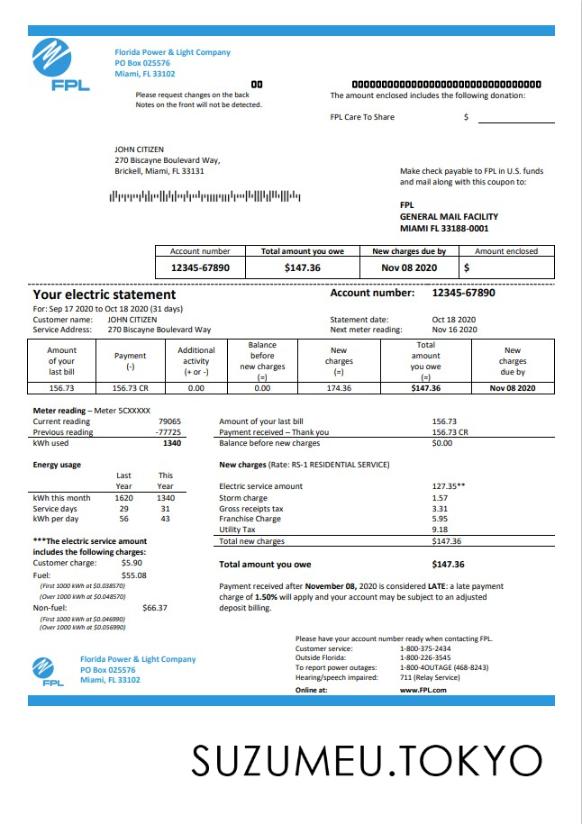 Florida Power & Light Company
PO Box 025576
Miami, FL 33102
FPL
Please request changes on the back
Notes on the front will not be detected.
The amount enclosed includes the following donation:
FPL Care To Share $
JOHN CITIZEN
270 Biscayne Boulevard Way,
Brickell, Miami, FL 33131
Make check payable to FPL in U.S. funds
and mail along with this coupon to:
FPL
GENERAL MAIL FACILITY
MIAMI FL 33188-0001
Account number Total amount you owe New charges due by Amount enclosed
12345-67890 $147.36 Nov 08 2020 $
Your electric statement Account number: 12345-67890
For: Sep 17 2020 to Oct 18 2020 (31 days)
Customer name: JOHN CITIZEN Statement date: Oct 18 2020
Service Address: 270 Biscayne Boulevard Way Next meter reading: Nov 16 2020
Amount of your last bill
Payment (-)
Additional activity (+ or -)
Balance before new charges (=)
New charges (=)
Total amount you owe (=)
New charges due by
156.73 156.73 CR 0.00 0.00 174.36 $147.36 Nov 08 2020
Meter reading – Meter 5CXXXXX
Current reading 79065
Previous reading -77725
kWh used 1340
Amount of your last bill 156.73
Payment received – Thank you 156.73 CR
Balance before new charges $0.00
Energy usage
Last Year This Year
kWh this month 1620 1340
Service days 29 31
kWh per day 56 43
New charges (Rate: RS-1 RESIDENTIAL SERVICE)
Electric service amount 127.35**
Storm charge 1.57
Gross receipts tax 3.31
Franchise Charge 5.95
Utility Tax 9.18
Total new charges $147.36
Total amount you owe $147.36
***The electric service amount
includes the following charges:
Customer charge: $5.90
Fuel: $55.08
(First 1000 kWh at $0.038570)
(Over 1000 kWh at $0.048570)
Non-fuel: $66.37
(First 1000 kWh at $0.046990)
(Over 1000 kWh at $0.056990)
Payment received after November 08, 2020 is considered LATE: a late payment
charge of 1.50% will apply and your account may be subject to an adjusted
deposit billing.
Please have your account number ready when contacting FPL.
Customer service: 1-800-375-2434
Outside Florida: 1-800-226-3545
To report power outages: 1-800-4OUTAGE (468-8243)
Hearing/speech impaired: 711 (Relay Service)
Online at: www.FPL.com
Florida Power & Light Company
PO Box 025576
Miami, FL 33102
FPL
SUZUMEU.TOKYO